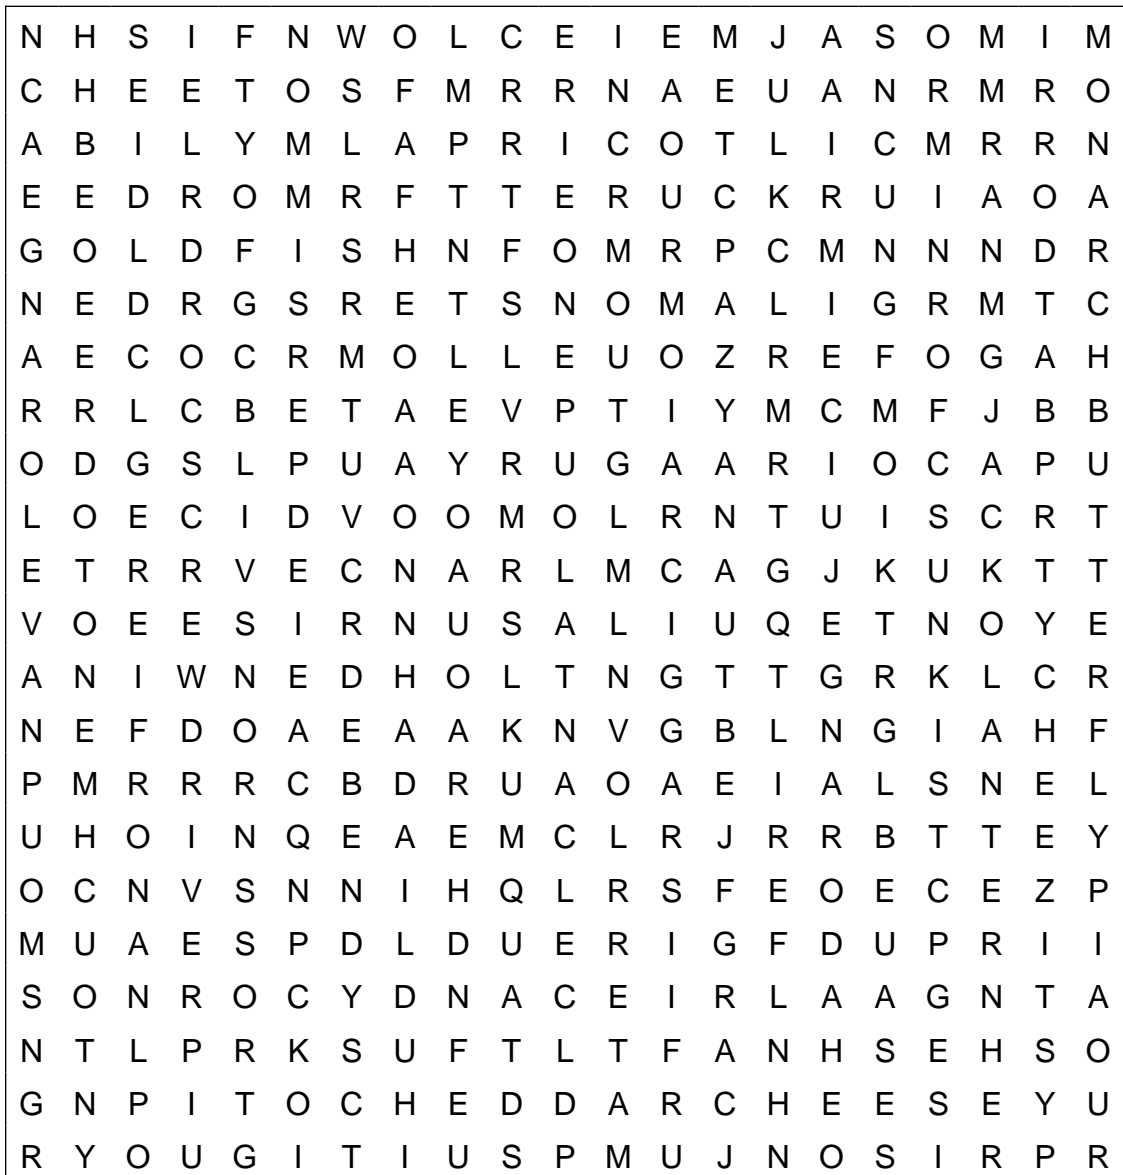 N H S I F N W O L C E I E M J A S O M I M
C H E E T O S F M R R N A E U A N R M R O
A B I L Y M L A P R I C O T L I C M R R N
E E D R O M R F T T E R U C K R U I A O A
G O L D F I S H N F O M R P C M N N N D R
N E D R G S R E T S N O M A L I G R M T C
A E C O C R M O L L E U O Z R E F O G A H
R R L C B E T A E V P T I Y M C M F J B B
O D G S L P U A Y R U G A A R I O C A P U
L O E C I D V O O M O L R N T U I S C R T
E T R R V E C N A R L M C A G J K U K T T
V O E E S I R N U S A L I U Q E T N O Y E
A N I W N E D H O L T N G T T G R K L C R
N E F D O A E A A K N V G B L N G I A H F
P M R R R C B D R U A O A E I A L S N E L
U H O I N Q E A E M C L R J R R B T T E Y
O C N V S N N I H Q L R S F E O E C E Z P
M U A E S P D L D U E R I G F D U P R I I
S O N R O C Y D N A C E I R L A A G N T A
N T L P R K S U F T L T F A N H S E H S O
G N P I T O C H E D D A R C H E E S E Y U
R Y O U G I T I U S P M U J N O S I R P R